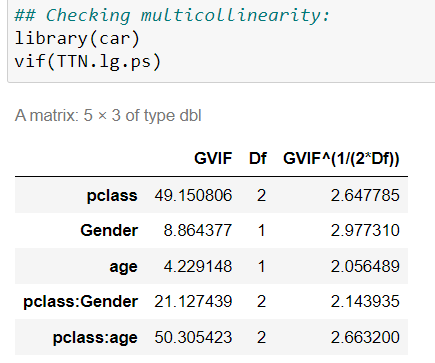 ## Checking multicollinearity:
library(car)
vif(TTN.lg.ps)
A matrix: 5 × 3 of type dbl
GVIF Df GVIF^(1/(2*Df))
pclass 49.150806 2 2.647785
Gender 8.864377 1 2.977310
age 4.229148 1 2.056489
pclass:Gender 21.127439 2 2.143935
pclass:age 50.305423 2 2.663200